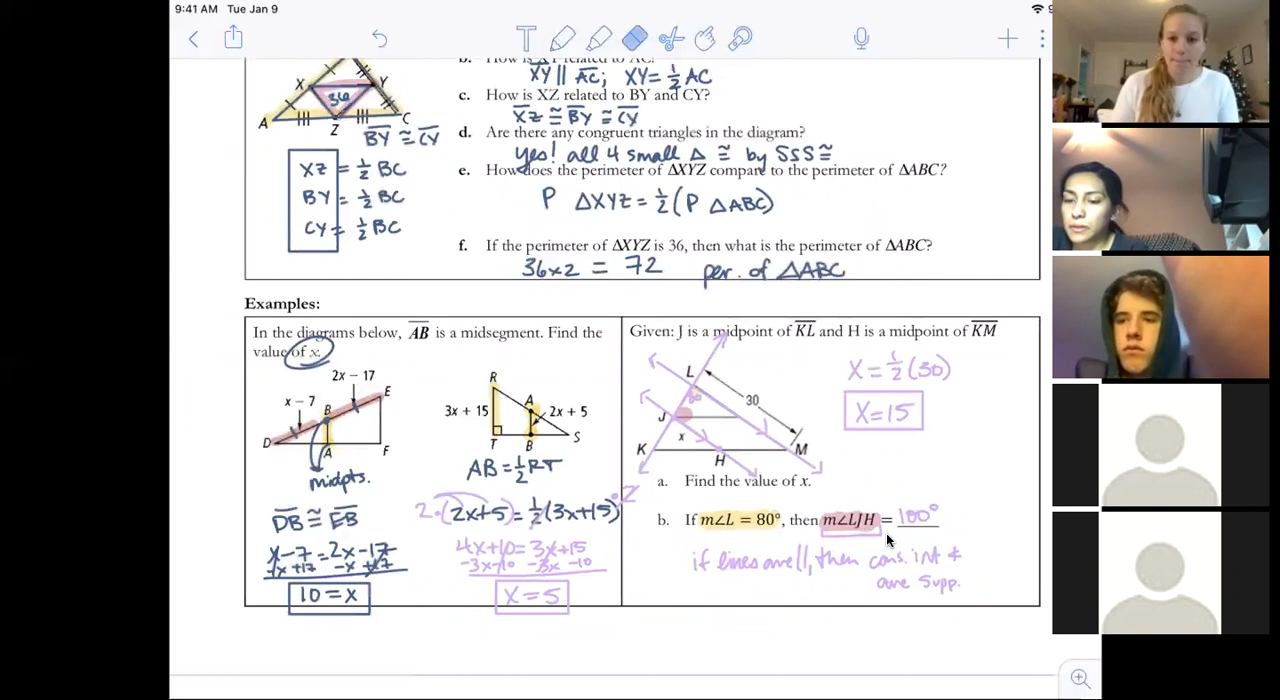 9:41 AM Tue Jan 9
XY || AC; XY = 1/2 AC
c. How is XZ related to BY and CY?
XZ ≅ BY ≅ CY
d. Are there any congruent triangles in the diagram?
yes! all 4 small Δ ≅ by SSS ≅
e. How does the perimeter of ΔXYZ compare to the perimeter of ΔABC?
P ΔXYZ = 1/2 (P ΔABC)
f. If the perimeter of ΔXYZ is 36, then what is the perimeter of ΔABC?
36×2 = 72 per. of ΔABC
X Y
36
A Z C
BY ≅ CY
XZ = 1/2 BC
BY = 1/2 BC
CY = 1/2 BC
Examples:
In the diagrams below, AB is a midsegment. Find the
value of x.
2x − 17
x − 7
B E
D A F
midpts.
DB ≅ EB
x−7 = 2x−17
−x +17 −x +17
10 = x
R
3x + 15 A 2x + 5
T B S
AB = 1/2 RT
2·(2x+5) = 1/2(3x+15)·2
4x+10 = 3x+15
−3x−10 −3x −10
x = 5
Given: J is a midpoint of KL and H is a midpoint of KM
L
80
30
J
x
K H M
x = 1/2 (30)
x = 15
a. Find the value of x.
b. If m∠L = 80°, then m∠LJH = 100°
if lines are ||, then cons. int ∡
are supp.